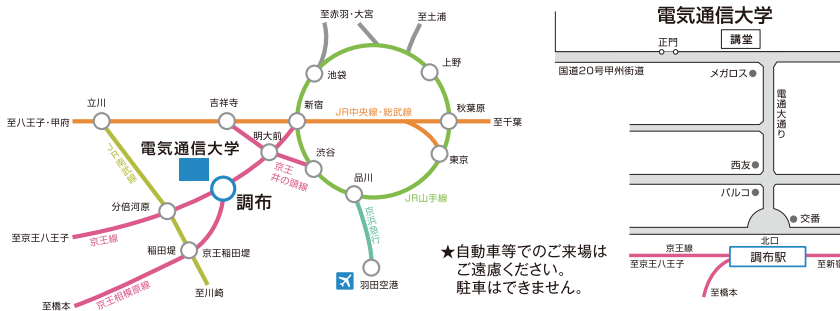 至赤羽・大宮
至土浦
池袋
上野
立川
吉祥寺
新宿
JR中央線・総武線
秋葉原
至八王子・甲府
至千葉
明大前
電気通信大学
JR南武線
渋谷
東京
京王
井の頭線
品川
調布
JR山手線
分倍河原
京浜急行
至京王八王子
京王線
稲田堤
京王稲田堤
羽田空港
至橋本
京王相模原線
至川崎
★自動車等でのご来場は
ご遠慮ください。
駐車はできません。
電気通信大学
正門
講堂
国道20号甲州街道
メガロス
電通大通り
西友
パルコ
交番
北口
京王線
調布駅
至京王八王子
至新宿
至橋本